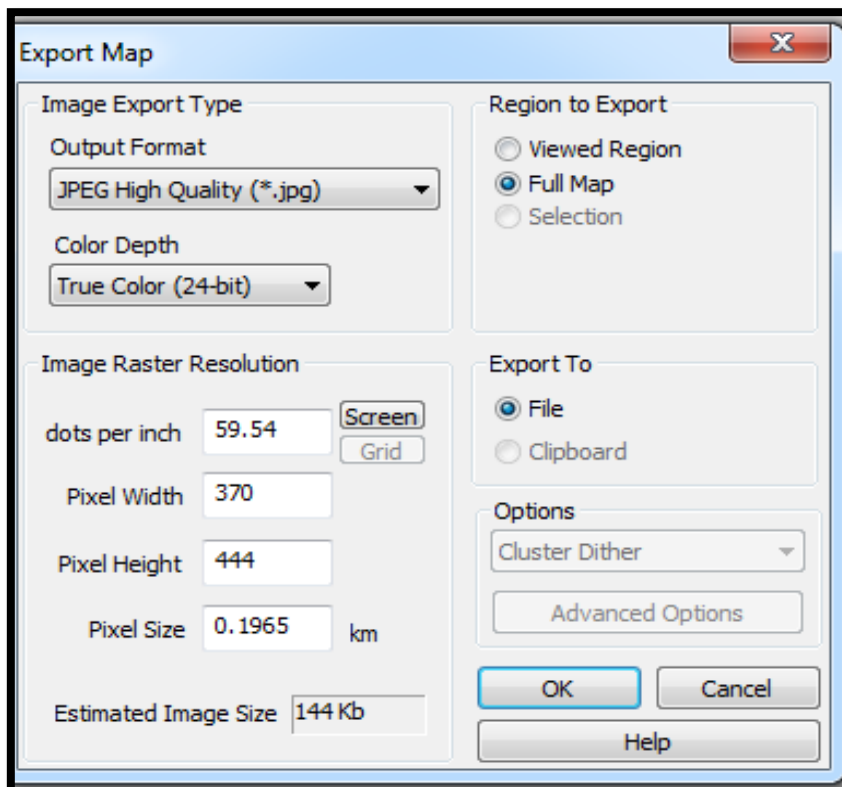 Export Map
Image Export Type
Output Format
JPEG High Quality (*.jpg)
Color Depth
True Color (24-bit)
Region to Export
Viewed Region
Full Map
Selection
Image Raster Resolution
dots per inch 59.54 Screen
Grid
Pixel Width 370
Pixel Height 444
Pixel Size 0.1965 km
Estimated Image Size 144 Kb
Export To
File
Clipboard
Options
Cluster Dither
Advanced Options
OK Cancel
Help